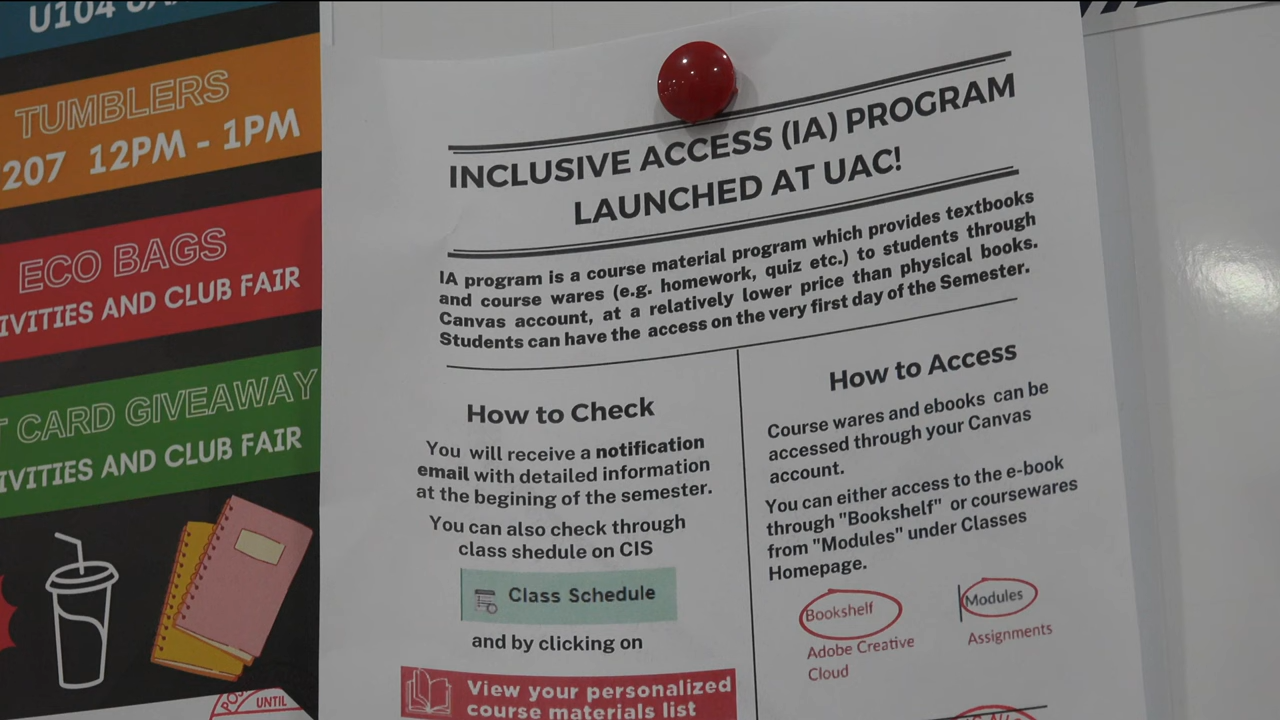 U104
TUMBLERS
207 12PM - 1PM
ECO BAGS
IVITIES AND CLUB FAIR
T CARD GIVEAWAY
IVITIES AND CLUB FAIR
UNTIL
INCLUSIVE ACCESS (IA) PROGRAM
LAUNCHED AT UAC!
IA program is a course material program which provides textbooks
and course wares (e.g. homework, quiz etc.) to students through
Canvas account, at a relatively lower price than physical books.
Students can have the access on the very first day of the Semester.
How to Check
You will receive a notification
email with detailed information
at the begining of the semester.
You can also check through
class shedule on CIS
Class Schedule
and by clicking on
View your personalized
course materials list
How to Access
Course wares and ebooks can be
accessed through your Canvas
account.
You can either access to the e-book
through "Bookshelf" or coursewares
from "Modules" under Classes
Homepage.
Bookshelf
Adobe Creative
Cloud
Modules
Assignments